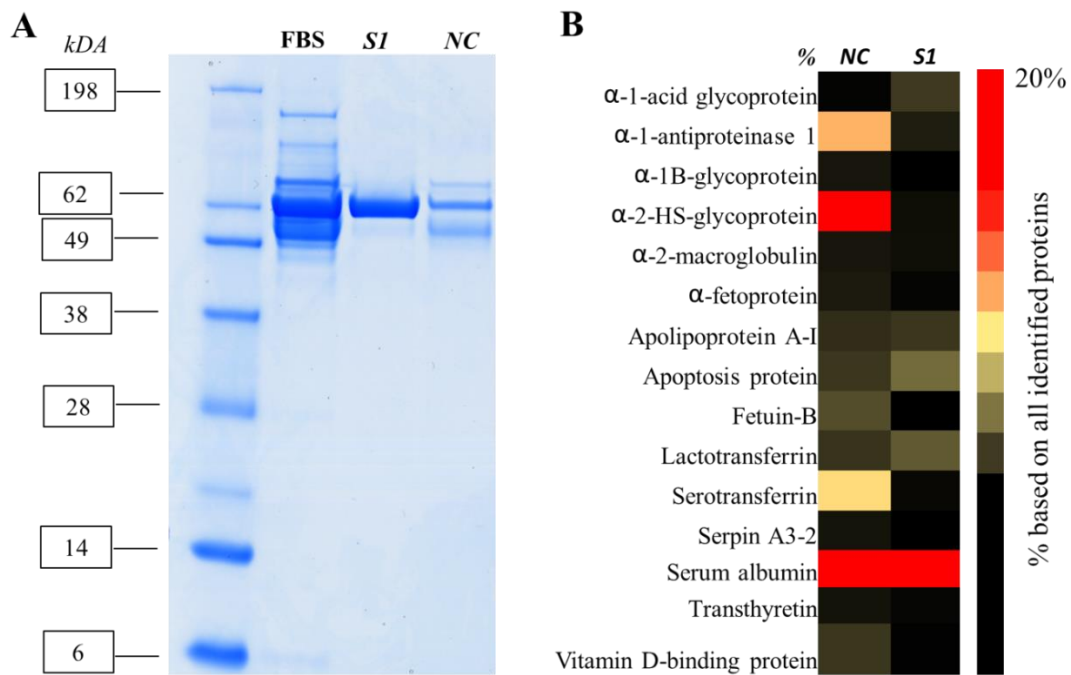 A
kDA
FBS S1 NC
198
62
49
38
28
14
6
B
% NC S1
20%
α-1-acid glycoprotein
α-1-antiproteinase 1
α-1B-glycoprotein
α-2-HS-glycoprotein
α-2-macroglobulin
α-fetoprotein
Apolipoprotein A-I
Apoptosis protein
Fetuin-B
Lactotransferrin
Serotransferrin
Serpin A3-2
Serum albumin
Transthyretin
Vitamin D-binding protein
% based on all identified proteins